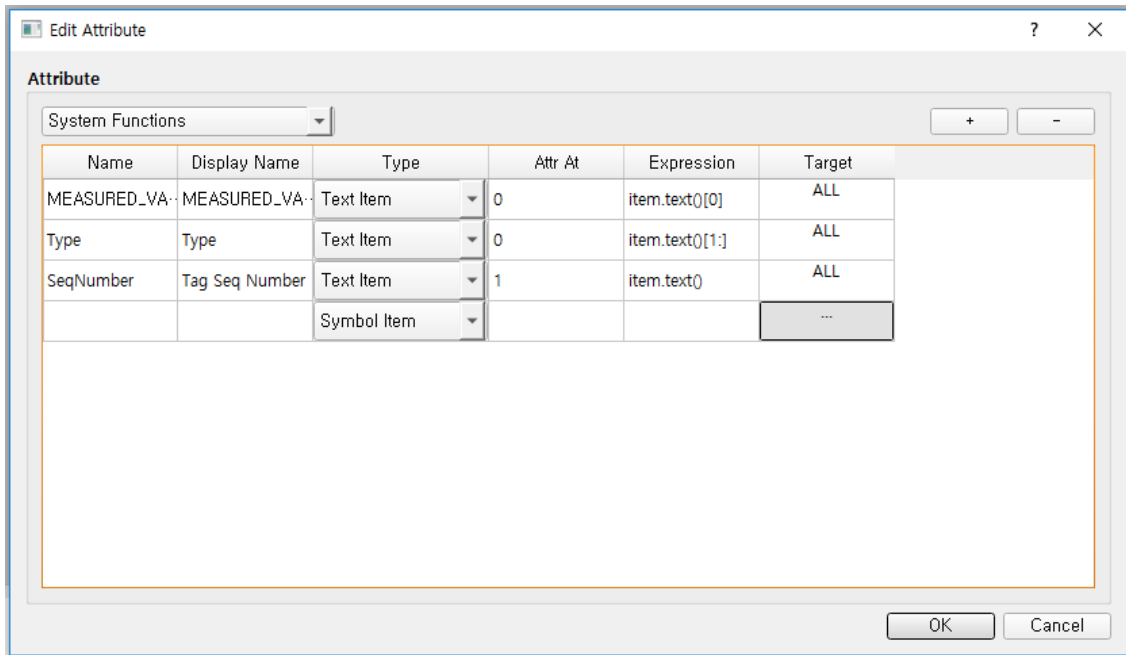 Edit Attribute ? ×
Attribute
System Functions + -
Name Display Name Type Attr At Expression Target
MEASURED_VA… MEASURED_VA… Text Item 0 item.text()[0] ALL
Type Type Text Item 0 item.text()[1:] ALL
SeqNumber Tag Seq Number Text Item 1 item.text() ALL
Symbol Item ...
OK Cancel